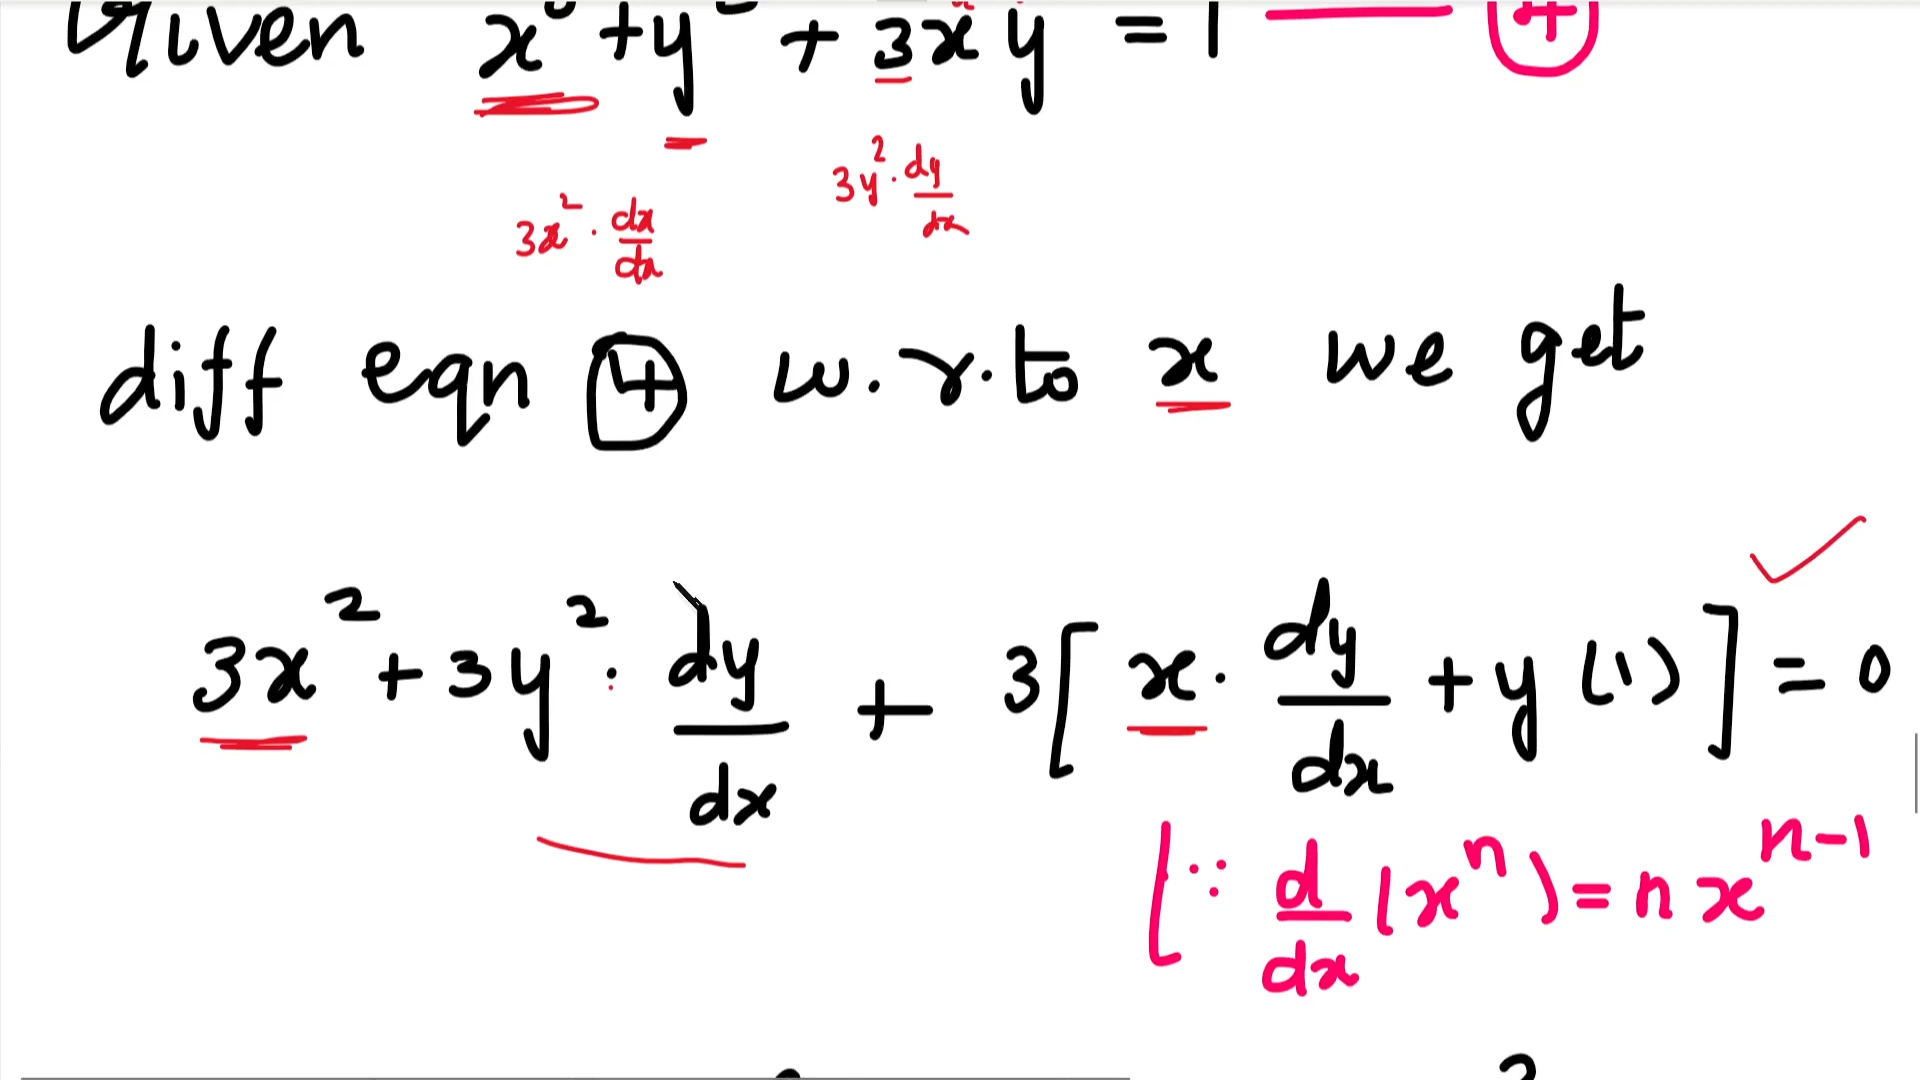 Given x³ + y³ + 3xy = 1 —— ④
3x² · dx/dx
3y² · dy/dx
diff eqn ④ w.r.to x we get
3x² + 3y² · dy/dx + 3[x · dy/dx + y(1)] = 0
[∵ d/dx (xⁿ) = n xⁿ⁻¹